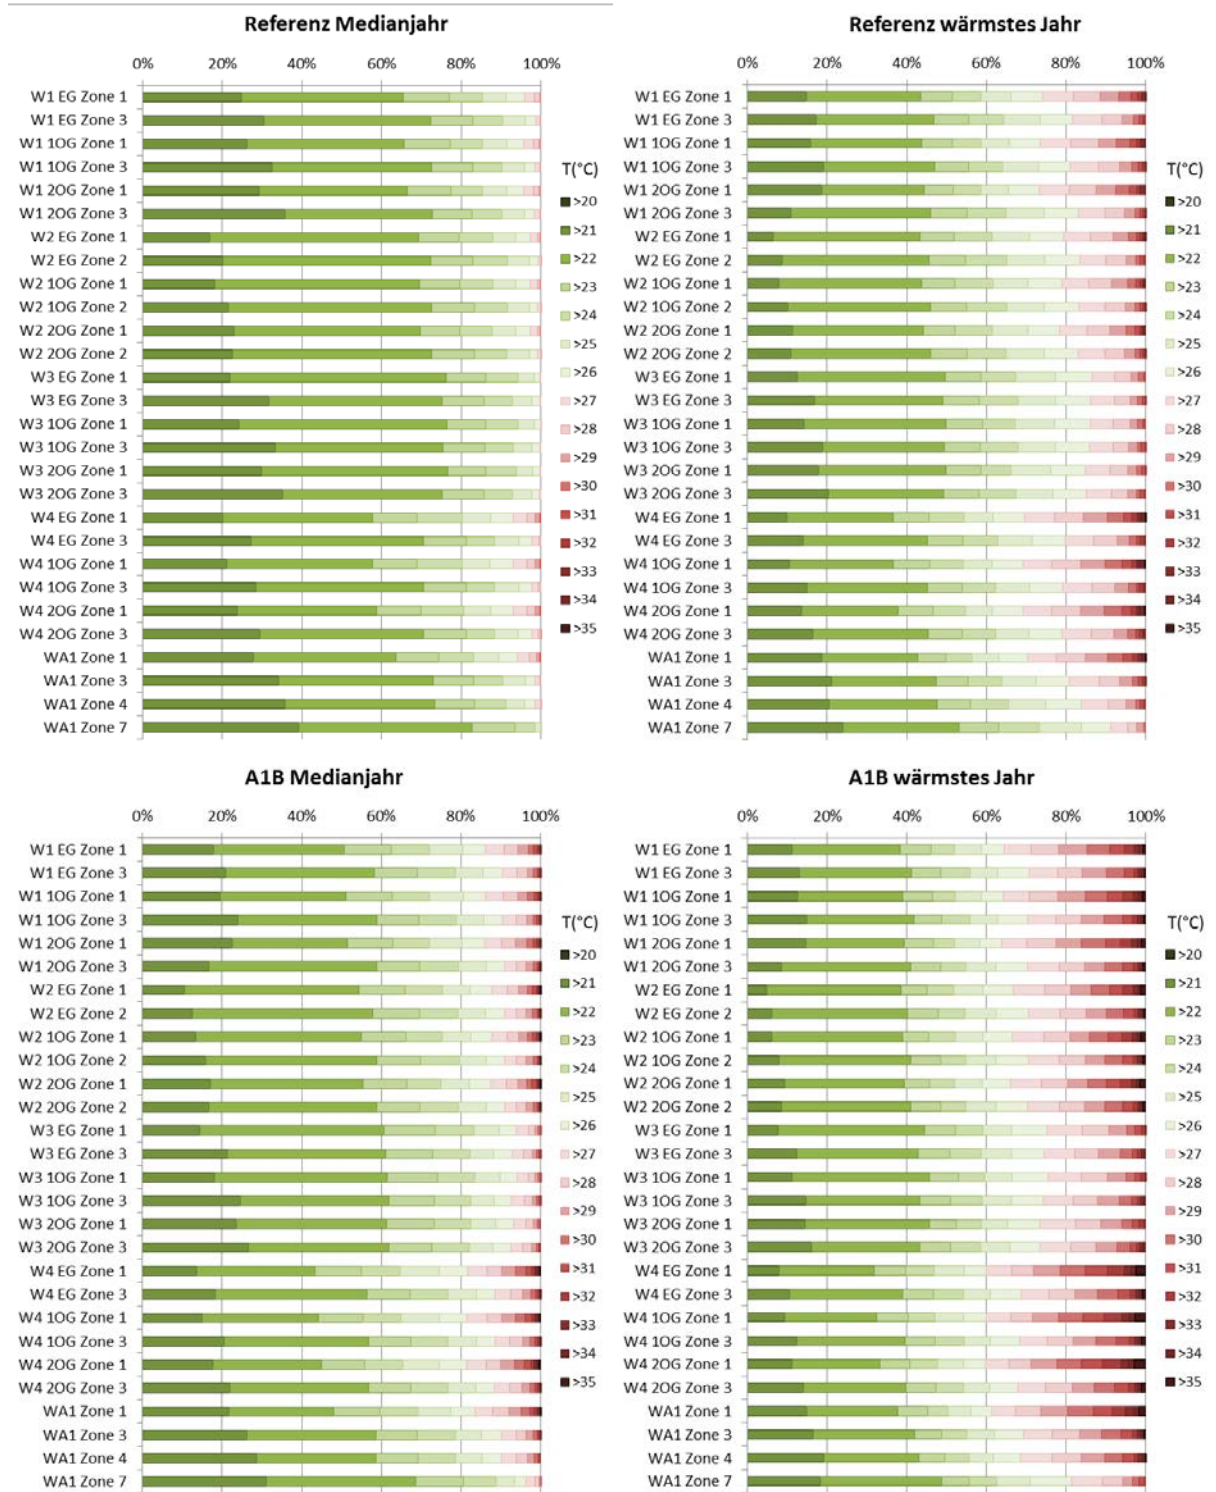 Referenz Medianjahr
0% 20% 40% 60% 80% 100%
W1 EG Zone 1
W1 EG Zone 3
W1 1OG Zone 1
W1 1OG Zone 3
W1 2OG Zone 1
W1 2OG Zone 3
W2 EG Zone 1
W2 EG Zone 2
W2 1OG Zone 1
W2 1OG Zone 2
W2 2OG Zone 1
W2 2OG Zone 2
W3 EG Zone 1
W3 EG Zone 3
W3 1OG Zone 1
W3 1OG Zone 3
W3 2OG Zone 1
W3 2OG Zone 3
W4 EG Zone 1
W4 EG Zone 3
W4 1OG Zone 1
W4 1OG Zone 3
W4 2OG Zone 1
W4 2OG Zone 3
WA1 Zone 1
WA1 Zone 3
WA1 Zone 4
WA1 Zone 7
T(°C)
>20
>21
>22
>23
>24
>25
>26
>27
>28
>29
>30
>31
>32
>33
>34
>35
Referenz wärmstes Jahr
0% 20% 40% 60% 80% 100%
W1 EG Zone 1
W1 EG Zone 3
W1 1OG Zone 1
W1 1OG Zone 3
W1 2OG Zone 1
W1 2OG Zone 3
W2 EG Zone 1
W2 EG Zone 2
W2 1OG Zone 1
W2 1OG Zone 2
W2 2OG Zone 1
W2 2OG Zone 2
W3 EG Zone 1
W3 EG Zone 3
W3 1OG Zone 1
W3 1OG Zone 3
W3 2OG Zone 1
W3 2OG Zone 3
W4 EG Zone 1
W4 EG Zone 3
W4 1OG Zone 1
W4 1OG Zone 3
W4 2OG Zone 1
W4 2OG Zone 3
WA1 Zone 1
WA1 Zone 3
WA1 Zone 4
WA1 Zone 7
T(°C)
>20
>21
>22
>23
>24
>25
>26
>27
>28
>29
>30
>31
>32
>33
>34
>35
A1B Medianjahr
0% 20% 40% 60% 80% 100%
W1 EG Zone 1
W1 EG Zone 3
W1 1OG Zone 1
W1 1OG Zone 3
W1 2OG Zone 1
W1 2OG Zone 3
W2 EG Zone 1
W2 EG Zone 2
W2 1OG Zone 1
W2 1OG Zone 2
W2 2OG Zone 1
W2 2OG Zone 2
W3 EG Zone 1
W3 EG Zone 3
W3 1OG Zone 1
W3 1OG Zone 3
W3 2OG Zone 1
W3 2OG Zone 3
W4 EG Zone 1
W4 EG Zone 3
W4 1OG Zone 1
W4 1OG Zone 3
W4 2OG Zone 1
W4 2OG Zone 3
WA1 Zone 1
WA1 Zone 3
WA1 Zone 4
WA1 Zone 7
T(°C)
>20
>21
>22
>23
>24
>25
>26
>27
>28
>29
>30
>31
>32
>33
>34
>35
A1B wärmstes Jahr
0% 20% 40% 60% 80% 100%
W1 EG Zone 1
W1 EG Zone 3
W1 1OG Zone 1
W1 1OG Zone 3
W1 2OG Zone 1
W1 2OG Zone 3
W2 EG Zone 1
W2 EG Zone 2
W2 1OG Zone 1
W2 1OG Zone 2
W2 2OG Zone 1
W2 2OG Zone 2
W3 EG Zone 1
W3 EG Zone 3
W3 1OG Zone 1
W3 1OG Zone 3
W3 2OG Zone 1
W3 2OG Zone 3
W4 EG Zone 1
W4 EG Zone 3
W4 1OG Zone 1
W4 1OG Zone 3
W4 2OG Zone 1
W4 2OG Zone 3
WA1 Zone 1
WA1 Zone 3
WA1 Zone 4
WA1 Zone 7
T(°C)
>20
>21
>22
>23
>24
>25
>26
>27
>28
>29
>30
>31
>32
>33
>34
>35